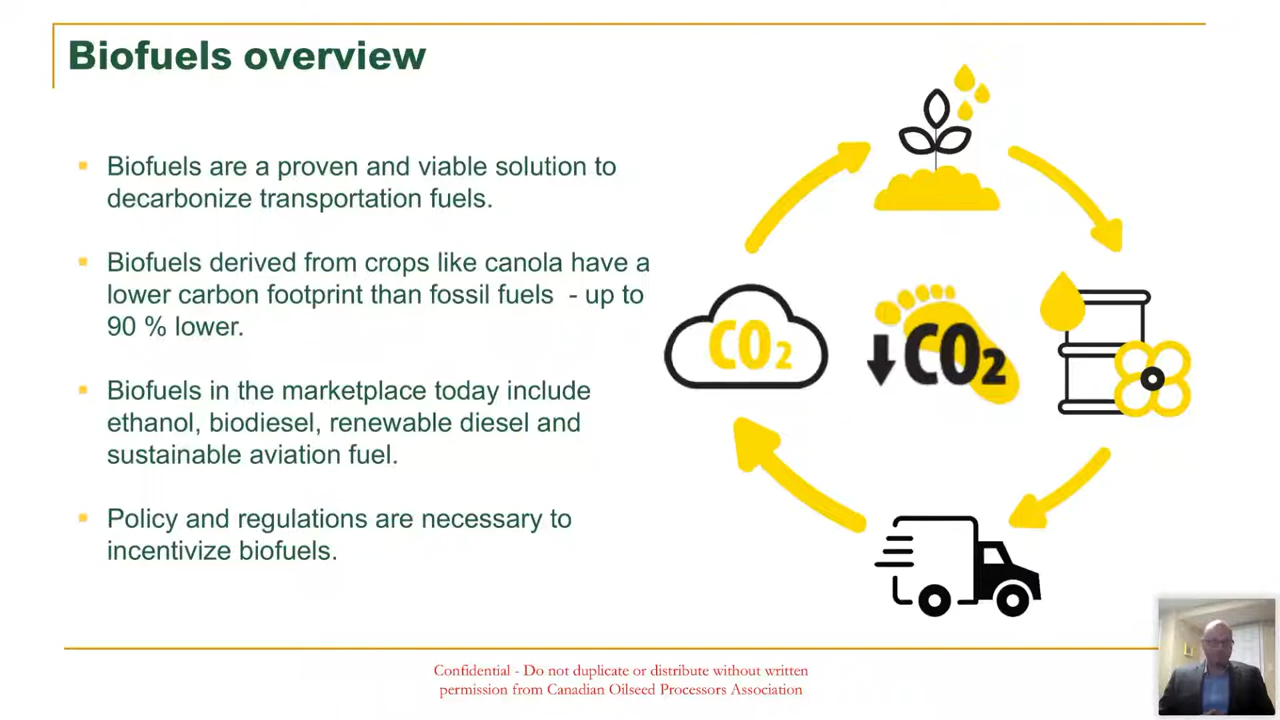 Biofuels overview
▪ Biofuels are a proven and viable solution to
decarbonize transportation fuels.
▪ Biofuels derived from crops like canola have a
lower carbon footprint than fossil fuels  - up to
90 % lower.
▪ Biofuels in the marketplace today include
ethanol, biodiesel, renewable diesel and
sustainable aviation fuel.
▪ Policy and regulations are necessary to
incentivize biofuels.
CO2
CO2
Confidential - Do not duplicate or distribute without written
permission from Canadian Oilseed Processors Association